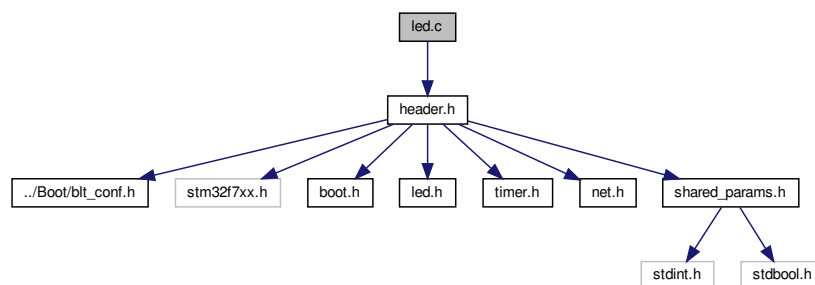 led.c
header.h
../Boot/blt_conf.h
stm32f7xx.h
boot.h
led.h
timer.h
net.h
shared_params.h
stdint.h
stdbool.h